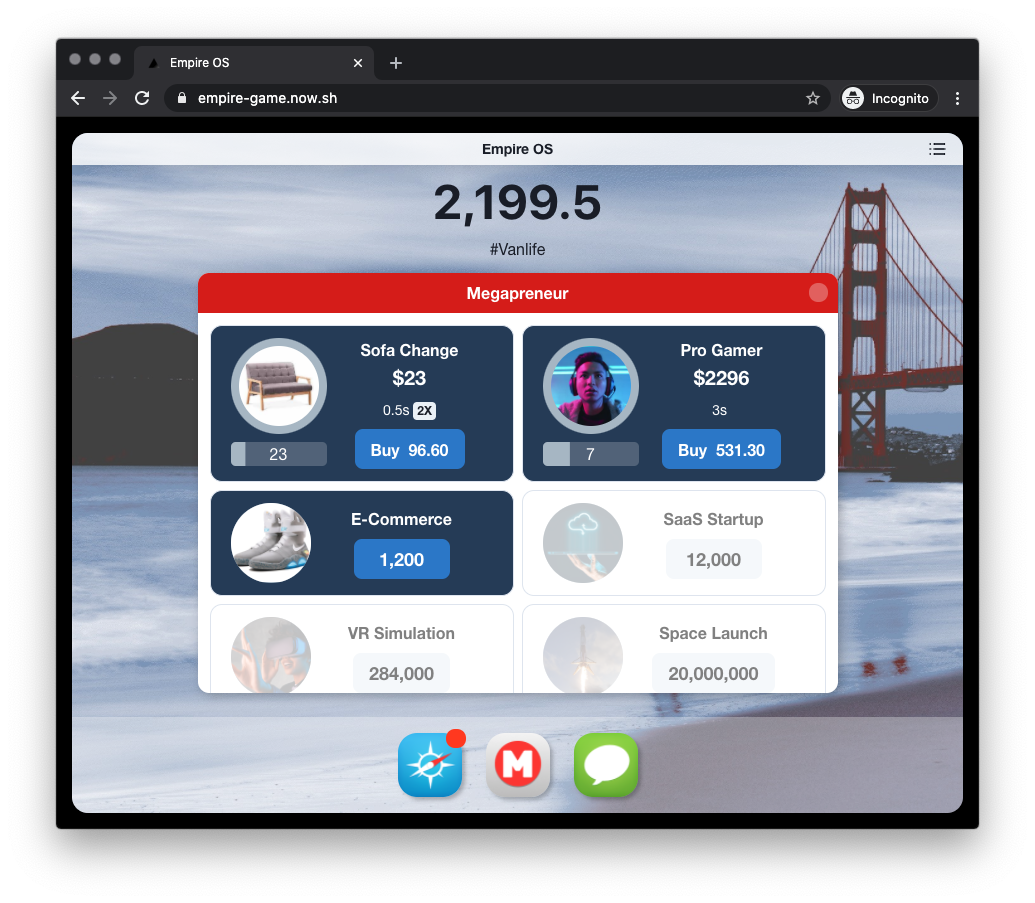 Empire OS
empire-game.now.sh
Incognito
Empire OS
2,199.5
#Vanlife
Megapreneur
Sofa Change
$23
0.5s 2X
23
Buy 96.60
Pro Gamer
$2296
3s
7
Buy 531.30
E-Commerce
1,200
SaaS Startup
12,000
VR Simulation
284,000
Space Launch
20,000,000
M